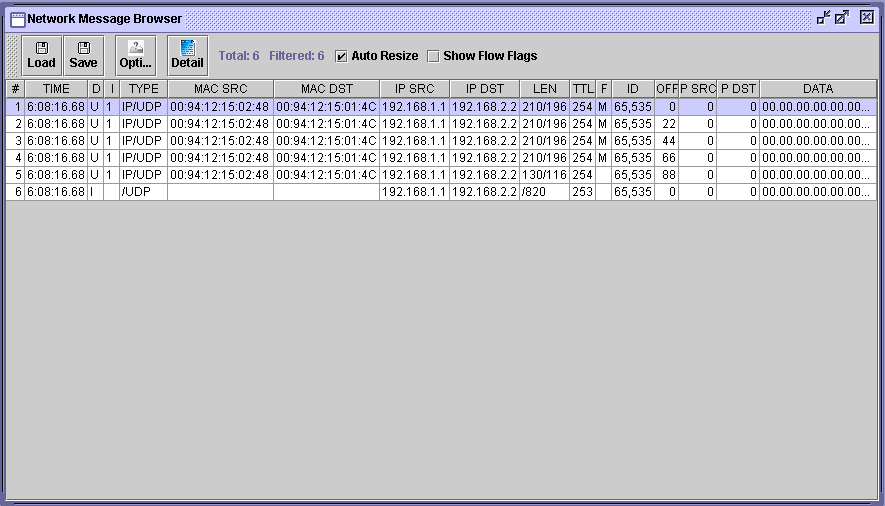 Network Message Browser
Load Save Opti... Detail Total: 6 Filtered: 6 Auto Resize Show Flow Flags
# TIME D I TYPE MAC SRC MAC DST IP SRC IP DST LEN TTL F ID OFF P SRC P DST DATA
1 6:08:16.68 U 1 IP/UDP 00:94:12:15:02:48 00:94:12:15:01:4C 192.168.1.1 192.168.2.2 210/196 254 M 65,535 0 0 0 00.00.00.00.00.00...
2 6:08:16.68 U 1 IP/UDP 00:94:12:15:02:48 00:94:12:15:01:4C 192.168.1.1 192.168.2.2 210/196 254 M 65,535 22 0 0 00.00.00.00.00.00...
3 6:08:16.68 U 1 IP/UDP 00:94:12:15:02:48 00:94:12:15:01:4C 192.168.1.1 192.168.2.2 210/196 254 M 65,535 44 0 0 00.00.00.00.00.00...
4 6:08:16.68 U 1 IP/UDP 00:94:12:15:02:48 00:94:12:15:01:4C 192.168.1.1 192.168.2.2 210/196 254 M 65,535 66 0 0 00.00.00.00.00.00...
5 6:08:16.68 U 1 IP/UDP 00:94:12:15:02:48 00:94:12:15:01:4C 192.168.1.1 192.168.2.2 130/116 254 65,535 88 0 0 00.00.00.00.00.00...
6 6:08:16.68 I /UDP 192.168.1.1 192.168.2.2 /820 253 65,535 0 0 0 00.00.00.00.00.00...